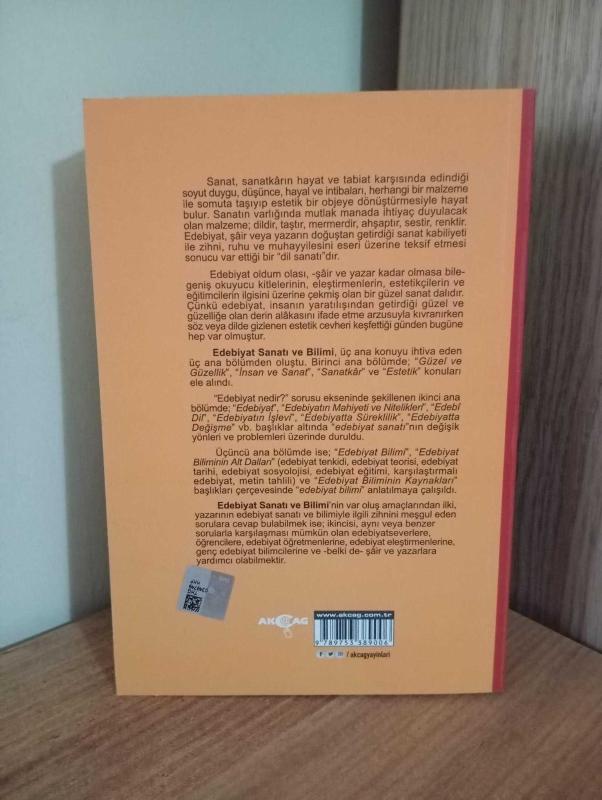 Sanat, sanatkârın hayat ve tabiat karşısında edindiği
soyut duygu, düşünce, hayal ve intibaları, herhangi bir malzeme
ile somuta taşıyıp estetik bir objeye dönüştürmesiyle hayat
bulur. Sanatın varlığında mutlak manada ihtiyaç duyulacak
olan malzeme; dildir, taştır, mermerdir, ahşaptır, sestir, renktir.
Edebiyat, şâir veya yazarın doğuştan getirdiği sanat kabiliyeti
ile zihni, ruhu ve muhayyilesini eseri üzerine teksif etmesi
sonucu var ettiği bir “dil sanatı”dır.
Edebiyat oldum olası, -şâir ve yazar kadar olmasa bile-
geniş okuyucu kitlelerinin, eleştirmenlerin, estetikçilerin ve
eğitimcilerin ilgisini üzerine çekmiş olan bir güzel sanat dalıdır.
Çünkü edebiyat, insanın yaratılışından getirdiği güzel ve
güzelliğe olan derin alâkasını ifade etme arzusuyla kıvranırken
söz veya dilde gizlenen estetik cevheri keşfettiği günden bugüne
hep var olmuştur.
Edebiyat Sanatı ve Bilimi, üç ana konuyu ihtiva eden
üç ana bölümden oluştu. Birinci ana bölümde; “Güzel ve
Güzellik”, “İnsan ve Sanat”, “Sanatkâr” ve “Estetik” konuları
ele alındı.
“Edebiyat nedir?” sorusu ekseninde şekillenen ikinci ana
bölümde; “Edebiyat”, “Edebiyatın Mahiyeti ve Nitelikleri”, “Edebî
Dil”, “Edebiyatın İşlevi”, “Edebiyatta Süreklilik”, “Edebiyatta
Değişme” vb. başlıklar altında “edebiyat sanatı”nın değişik
yönleri ve problemleri üzerinde duruldu.
Üçüncü ana bölümde ise; “Edebiyat Bilimi”, “Edebiyat
Biliminin Alt Dalları” (edebiyat tenkidi, edebiyat teorisi, edebiyat
tarihi, edebiyat sosyolojisi, edebiyat eğitimi, karşılaştırmalı
edebiyat, metin tahlili) ve “Edebiyat Biliminin Kaynakları”
başlıkları çerçevesinde “edebiyat bilimi” anlatılmaya çalışıldı.
Edebiyat Sanatı ve Bilimi’nin var oluş amaçlarından ilki,
yazarının edebiyat sanatı ve bilimiyle ilgili zihnini meşgul eden
sorulara cevap bulabilmek ise; ikincisi, aynı veya benzer
sorularla karşılaşması mümkün olan edebiyatseverlere,
öğrencilere, edebiyat öğretmenlerine, edebiyat eleştirmenlerine,
genç edebiyat bilimcilerine ve -belki de- şâir ve yazarlara
yardımcı olabilmektir.
AKÇAĞ
www.akcag.com.tr
9 789755 389006
/ akcagyayinlari